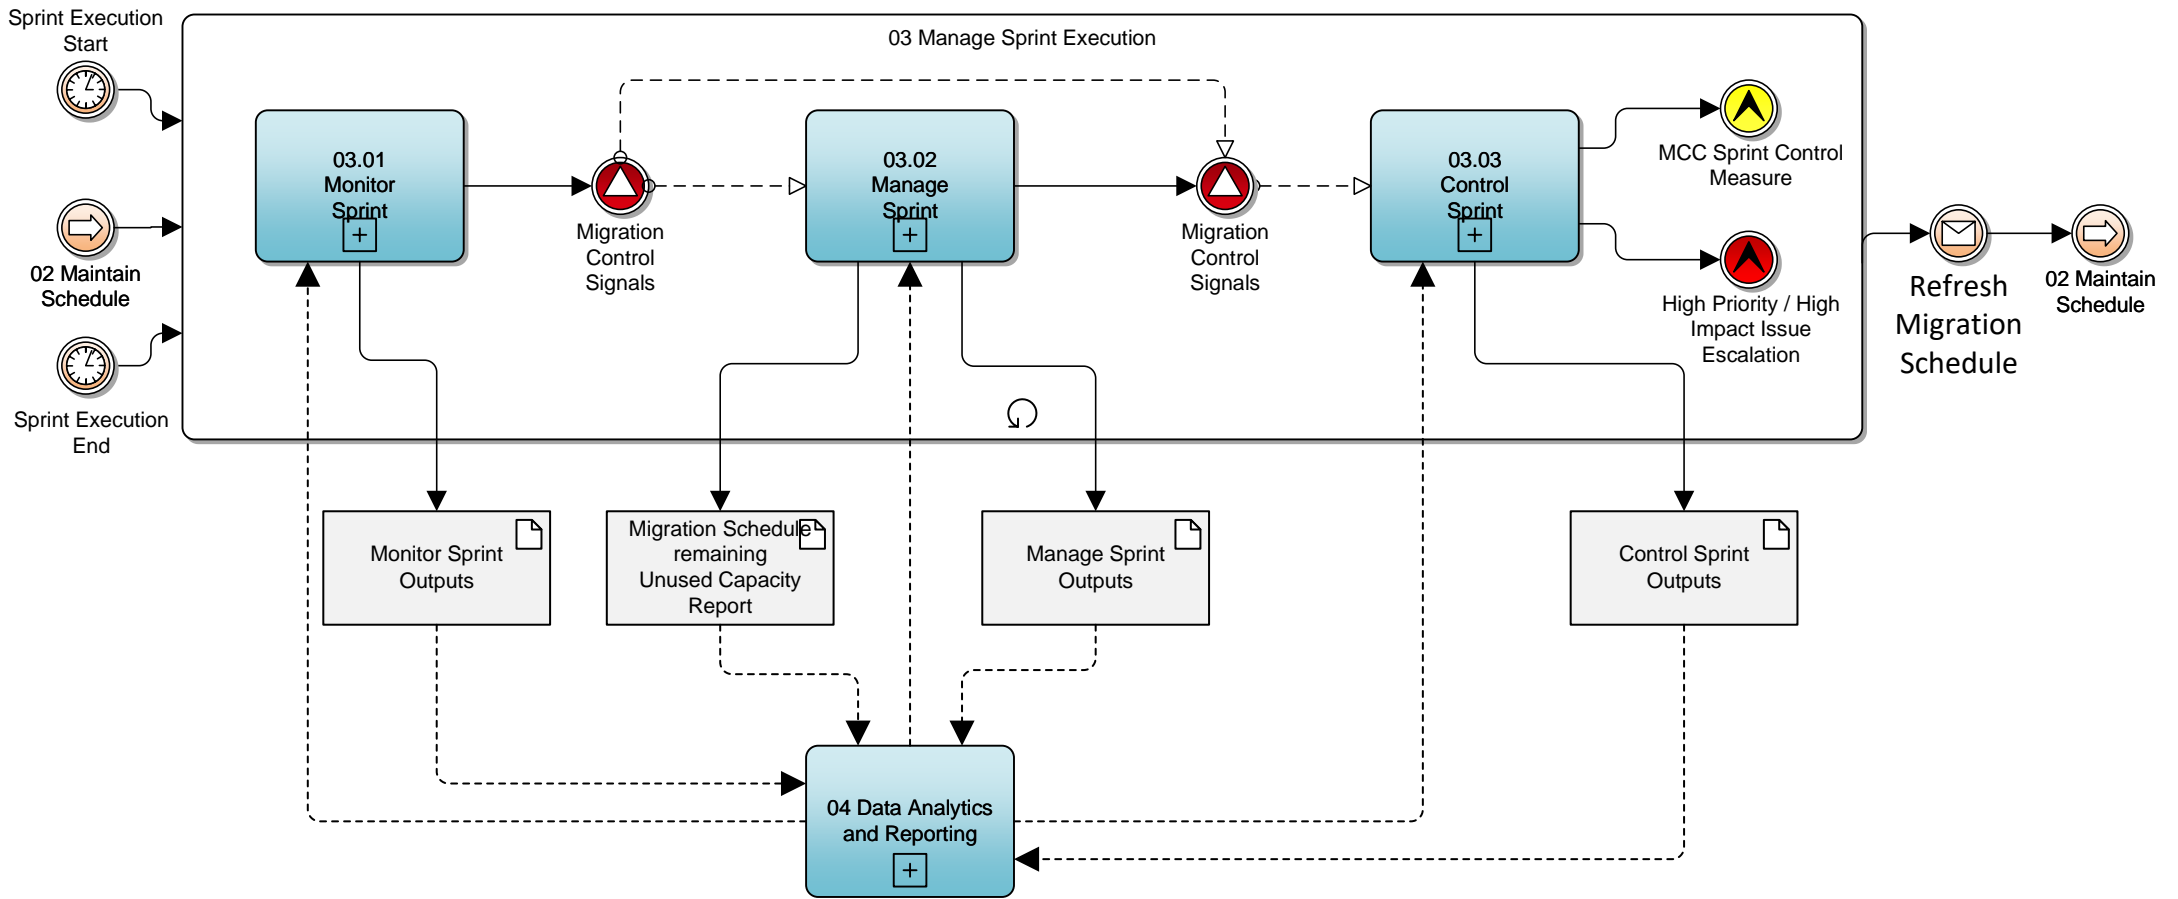 Sprint Execution
Start
03 Manage Sprint Execution
03.01
Monitor
Sprint
Migration
Control
Signals
03.02
Manage
Sprint
Migration
Control
Signals
03.03
Control
Sprint
MCC Sprint Control
Measure
High Priority / High
Impact Issue
Escalation
02 Maintain
Schedule
Sprint Execution
End
Refresh
Migration
Schedule
02 Maintain
Schedule
Monitor Sprint
Outputs
Migration Schedule
remaining
Unused Capacity
Report
Manage Sprint
Outputs
Control Sprint
Outputs
04 Data Analytics
and Reporting